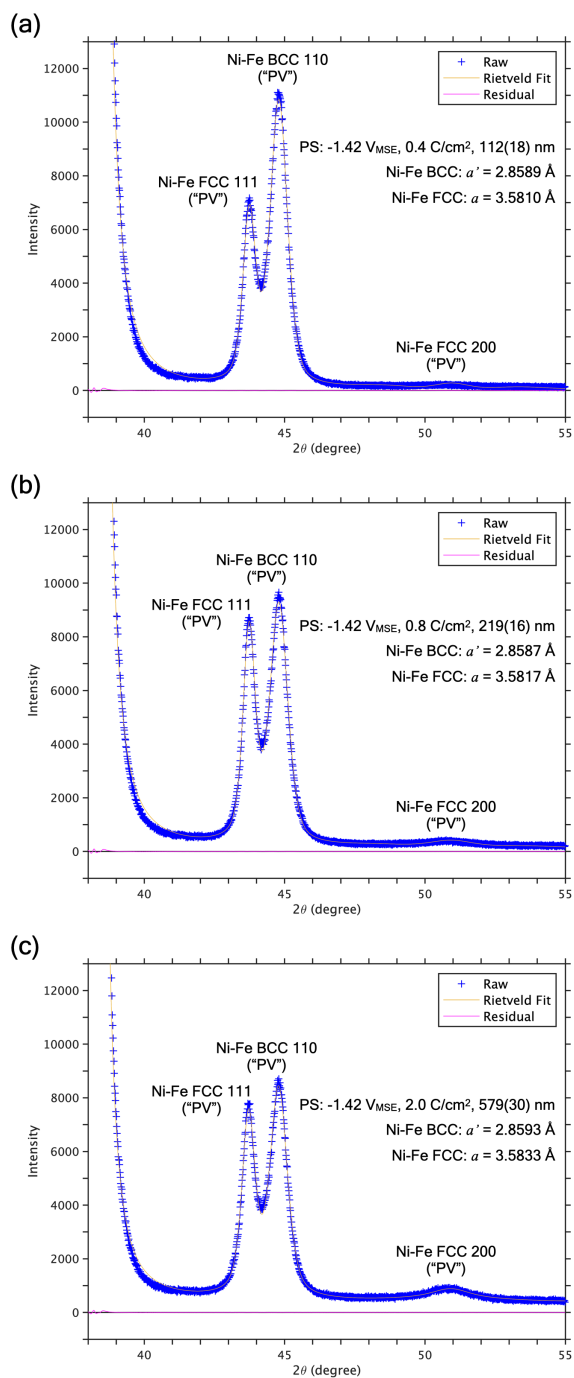 (a)
Ni-Fe BCC 110
("PV")
Raw
Rietveld Fit
Residual
PS: -1.42 VMSE, 0.4 C/cm², 112(18) nm
Ni-Fe BCC: a' = 2.8589 Å
Ni-Fe FCC: a = 3.5810 Å
Ni-Fe FCC 111
("PV")
Ni-Fe FCC 200
("PV")
Intensity
12000
10000
8000
6000
4000
2000
0
40
45
50
55
2θ (degree)
(b)
Ni-Fe BCC 110
("PV")
Raw
Rietveld Fit
Residual
Ni-Fe FCC 111
("PV")
PS: -1.42 VMSE, 0.8 C/cm², 219(16) nm
Ni-Fe BCC: a' = 2.8587 Å
Ni-Fe FCC: a = 3.5817 Å
Ni-Fe FCC 200
("PV")
Intensity
12000
10000
8000
6000
4000
2000
0
40
45
50
55
2θ (degree)
(c)
Raw
Rietveld Fit
Residual
Ni-Fe BCC 110
("PV")
Ni-Fe FCC 111
("PV")
PS: -1.42 VMSE, 2.0 C/cm², 579(30) nm
Ni-Fe BCC: a' = 2.8593 Å
Ni-Fe FCC: a = 3.5833 Å
Ni-Fe FCC 200
("PV")
Intensity
12000
10000
8000
6000
4000
2000
0
40
45
50
55
2θ (degree)